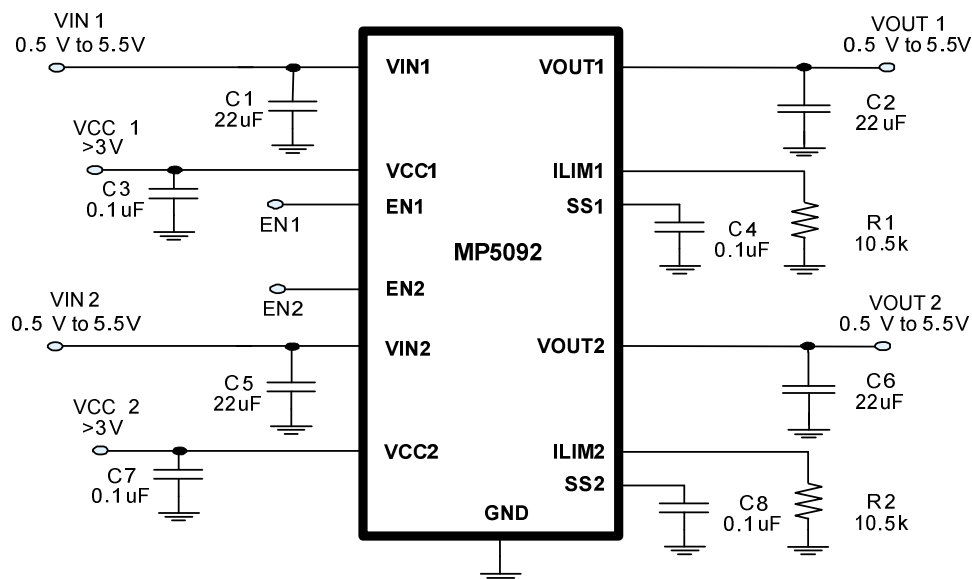 VIN 1
0.5 V to 5.5V
VOUT 1
0.5 V to 5.5V
VIN1
VOUT1
C1
22uF
C2
22uF
VCC 1
>3V
VCC1
ILIM1
C3
0.1uF
EN1
EN1
SS1
C4
0.1uF
R1
10.5k
MP5092
EN2
EN2
VIN 2
0.5 V to 5.5V
VOUT 2
0.5 V to 5.5V
VIN2
VOUT2
C5
22uF
C6
22uF
VCC 2
>3V
VCC2
ILIM2
C7
0.1uF
SS2
C8
0.1uF
R2
10.5k
GND